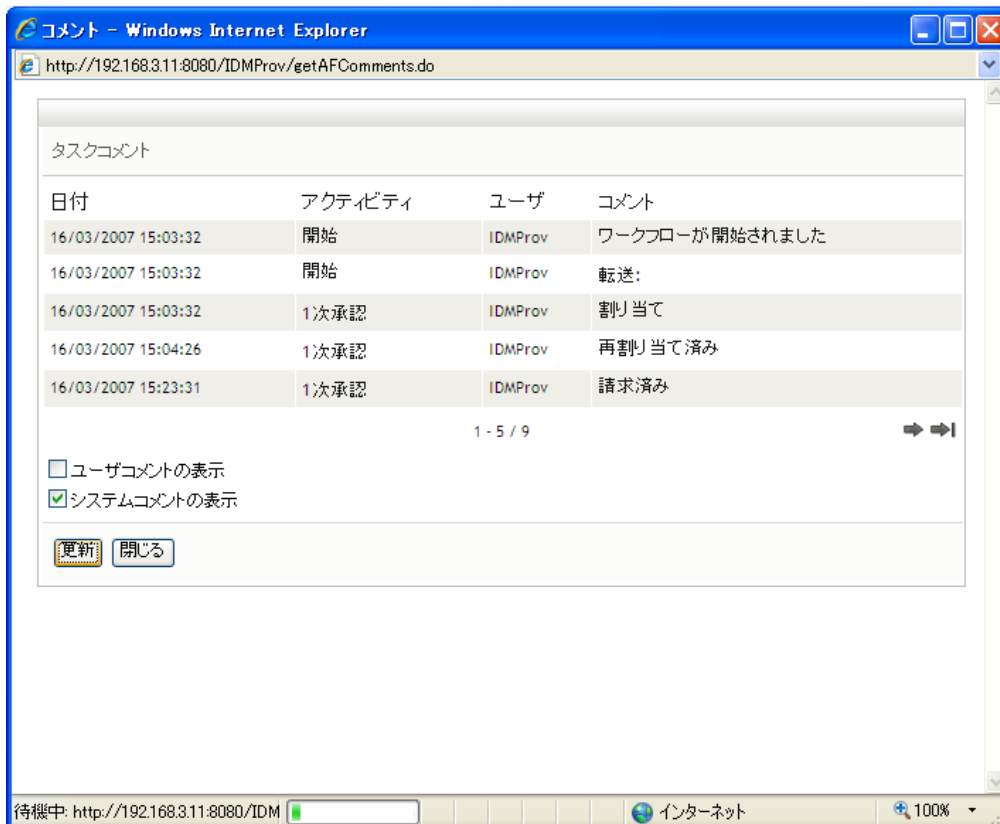 コメント - Windows Internet Explorer
http://192.168.3.11:8080/IDMProv/getAFComments.do
タスクコメント
日付 アクティビティ ユーザ コメント
16/03/2007 15:03:32 開始 IDMProv ワークフローが開始されました
16/03/2007 15:03:32 開始 IDMProv 転送:
16/03/2007 15:03:32 1次承認 IDMProv 割り当て
16/03/2007 15:04:26 1次承認 IDMProv 再割り当て済み
16/03/2007 15:23:31 1次承認 IDMProv 請求済み
1 - 5 / 9
ユーザコメントの表示
システムコメントの表示
更新 閉じる
待機中: http://192.168.3.11:8080/IDM インターネット 100%